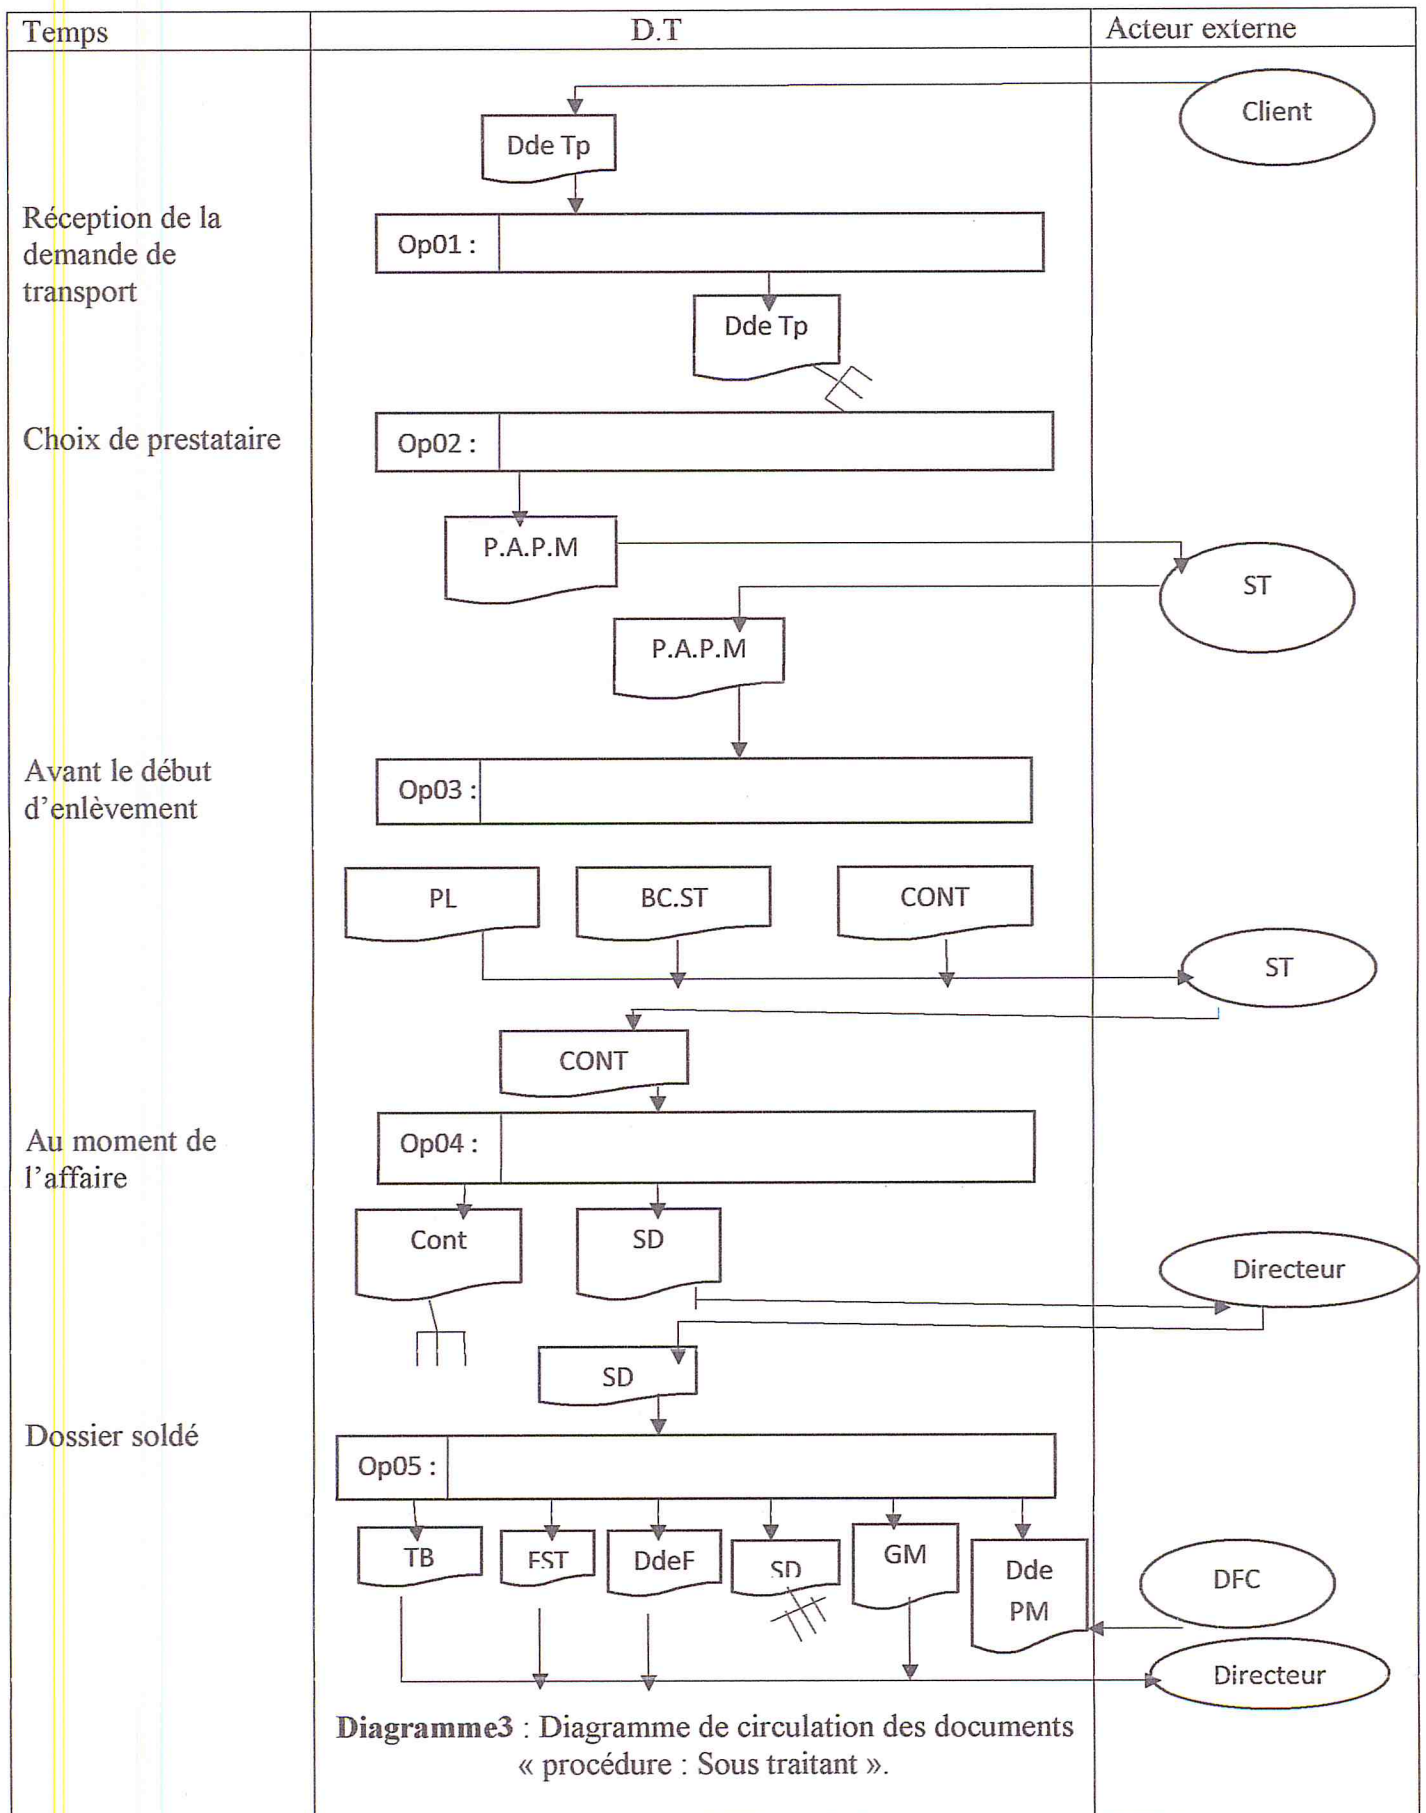 Temps
D.T
Acteur externe
Client
Dde Tp
Réception de la
demande de
transport
Op01 :
Dde Tp
Choix de prestataire
Op02 :
P.A.P.M
ST
P.A.P.M
Avant le début
d'enlèvement
Op03 :
PL
BC.ST
CONT
ST
CONT
Au moment de
l'affaire
Op04 :
Cont
SD
Directeur
SD
Dossier soldé
Op05 :
TB
FST
DdeF
SD
GM
Dde
PM
DFC
Directeur
Diagramme3 : Diagramme de circulation des documents
« procédure : Sous traitant ».